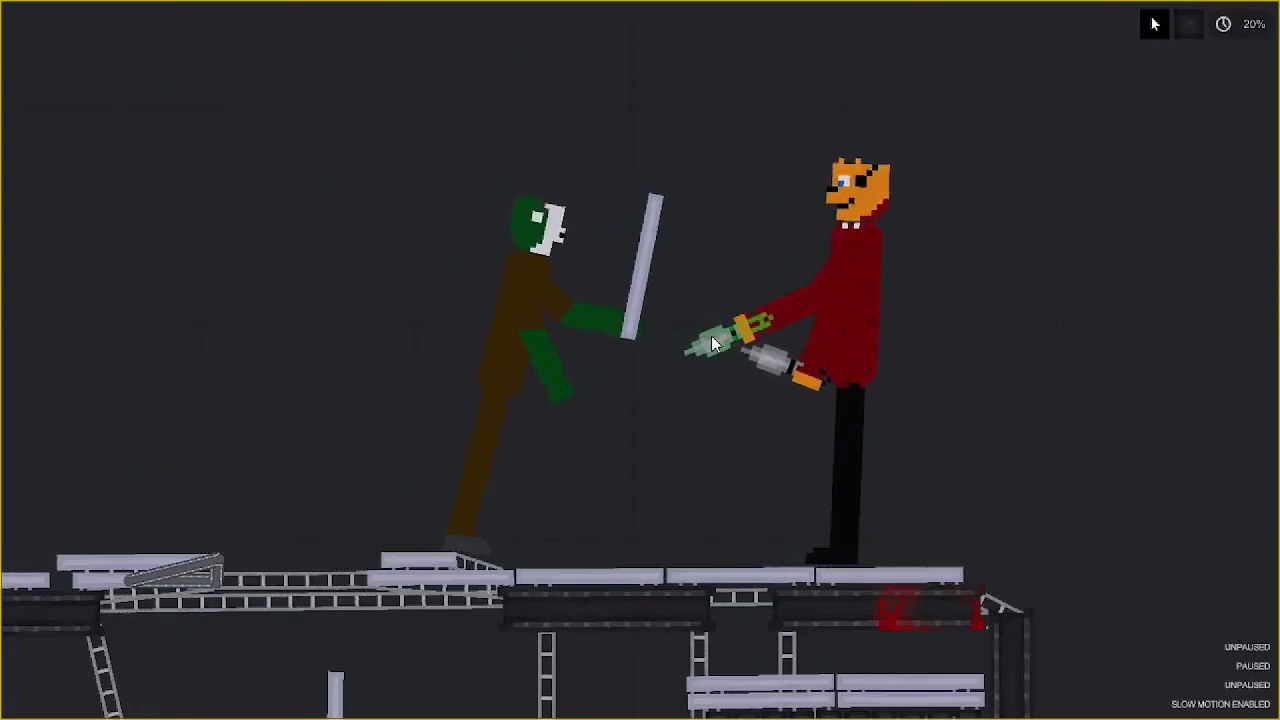 20%
UNPAUSED
PAUSED
UNPAUSED
SLOW MOTION ENABLED